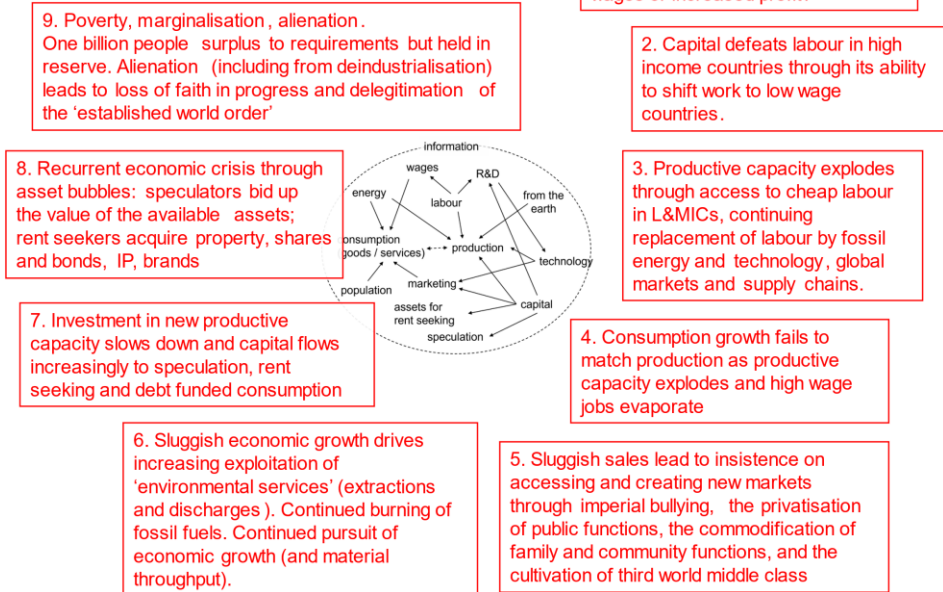 wages or increased profit
9. Poverty, marginalisation, alienation.
One billion people surplus to requirements but held in
reserve. Alienation (including from deindustrialisation)
leads to loss of faith in progress and delegitimation of
the ‘established world order’
2. Capital defeats labour in high
income countries through its ability
to shift work to low wage
countries.
8. Recurrent economic crisis through
asset bubbles: speculators bid up
the value of the available assets;
rent seekers acquire property, shares
and bonds, IP, brands
3. Productive capacity explodes
through access to cheap labour
in L&MICs, continuing
replacement of labour by fossil
energy and technology, global
markets and supply chains.
information
wages
R&D
energy
labour
from the
earth
onsumption
goods / services)
production
technology
marketing
population
capital
assets for
rent seeking
speculation
7. Investment in new productive
capacity slows down and capital flows
increasingly to speculation, rent
seeking and debt funded consumption
4. Consumption growth fails to
match production as productive
capacity explodes and high wage
jobs evaporate
6. Sluggish economic growth drives
increasing exploitation of
‘environmental services’ (extractions
and discharges). Continued burning of
fossil fuels. Continued pursuit of
economic growth (and material
throughput).
5. Sluggish sales lead to insistence on
accessing and creating new markets
through imperial bullying, the privatisation
of public functions, the commodification of
family and community functions, and the
cultivation of third world middle class